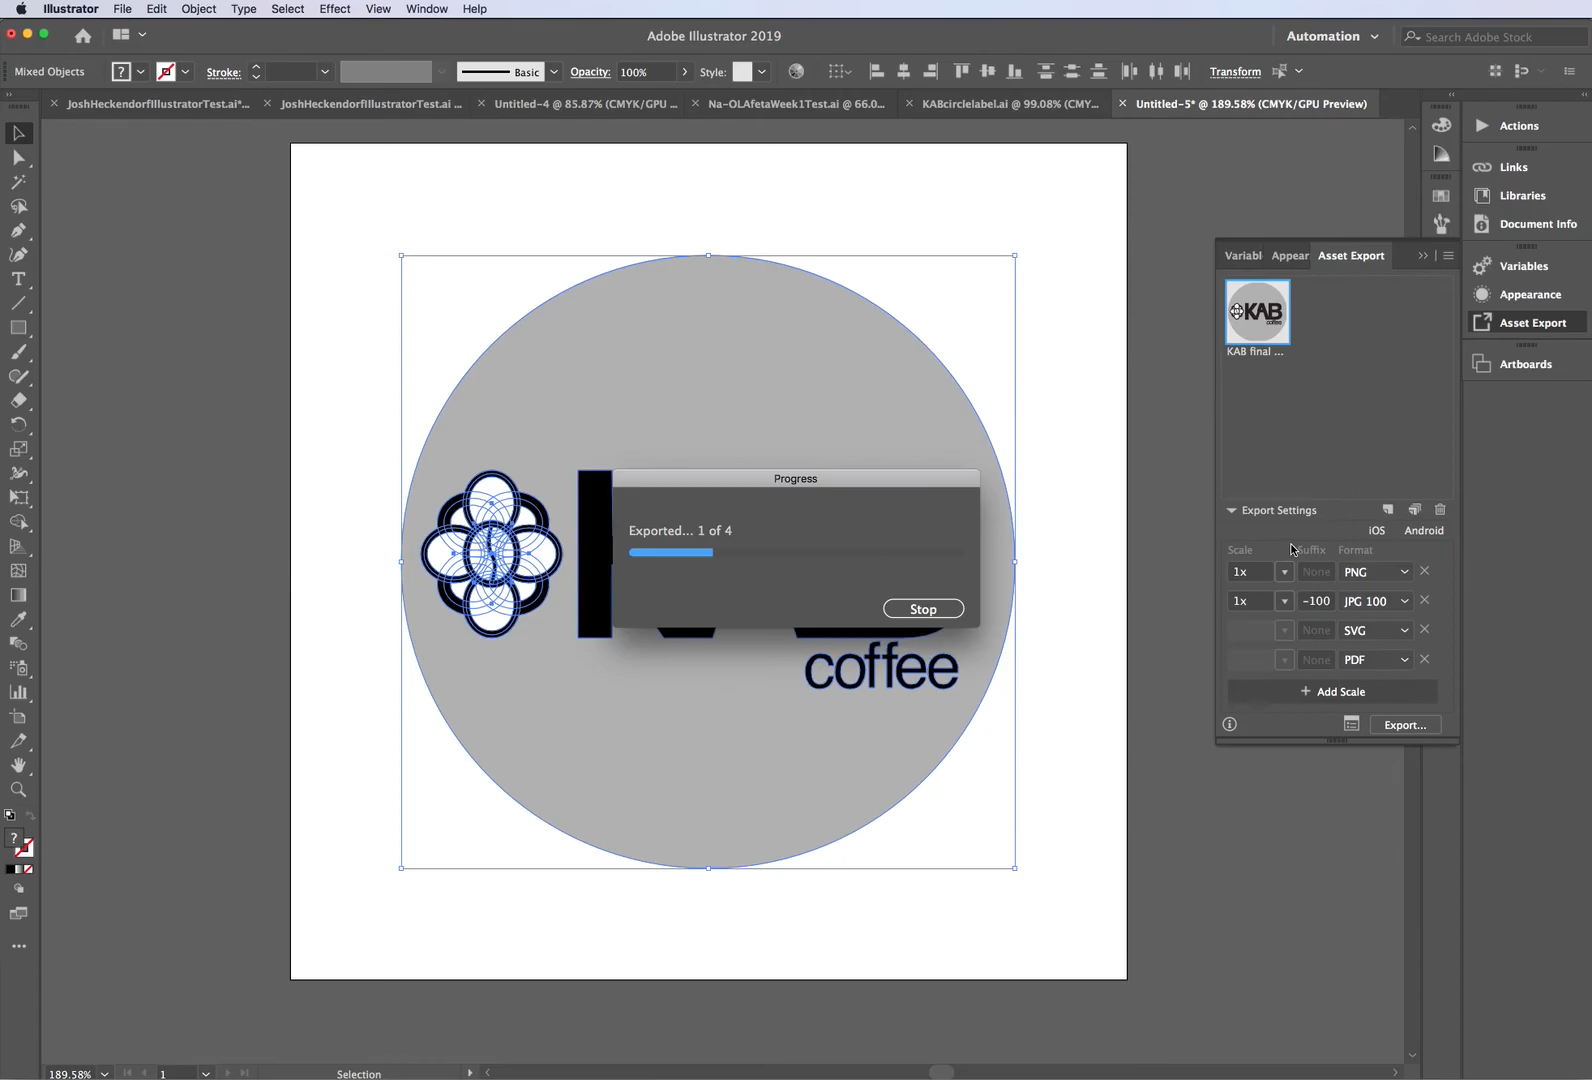 Illustrator File Edit Object Type Select Effect View Window Help
Adobe Illustrator 2019
Automation
Search Adobe Stock
Mixed Objects
?
Stroke:
Basic
Opacity: 100%
Style:
Transform
JoshHeckendorfIllustratorTest.ai*...
JoshHeckendorfIllustratorTest.ai ...
Untitled-4 @ 85.87% (CMYK/GPU ...
Na-OLAfetaWeek1Test.ai @ 66.0...
KABcirclelabel.ai @ 99.08% (CMY...
Untitled-5* @ 189.58% (CMYK/GPU Preview)
Actions
Links
Libraries
Document Info
Variables
Appearance
Asset Export
Artboards
Variabl Appear Asset Export
KAB
coffee
KAB final ...
Progress
Exported... 1 of 4
Stop
coffee
Export Settings
iOS Android
Scale Suffix Format
1x None PNG
1x -100 JPG 100
None SVG
None PDF
+ Add Scale
Export...
?
189.58% 1 Selection